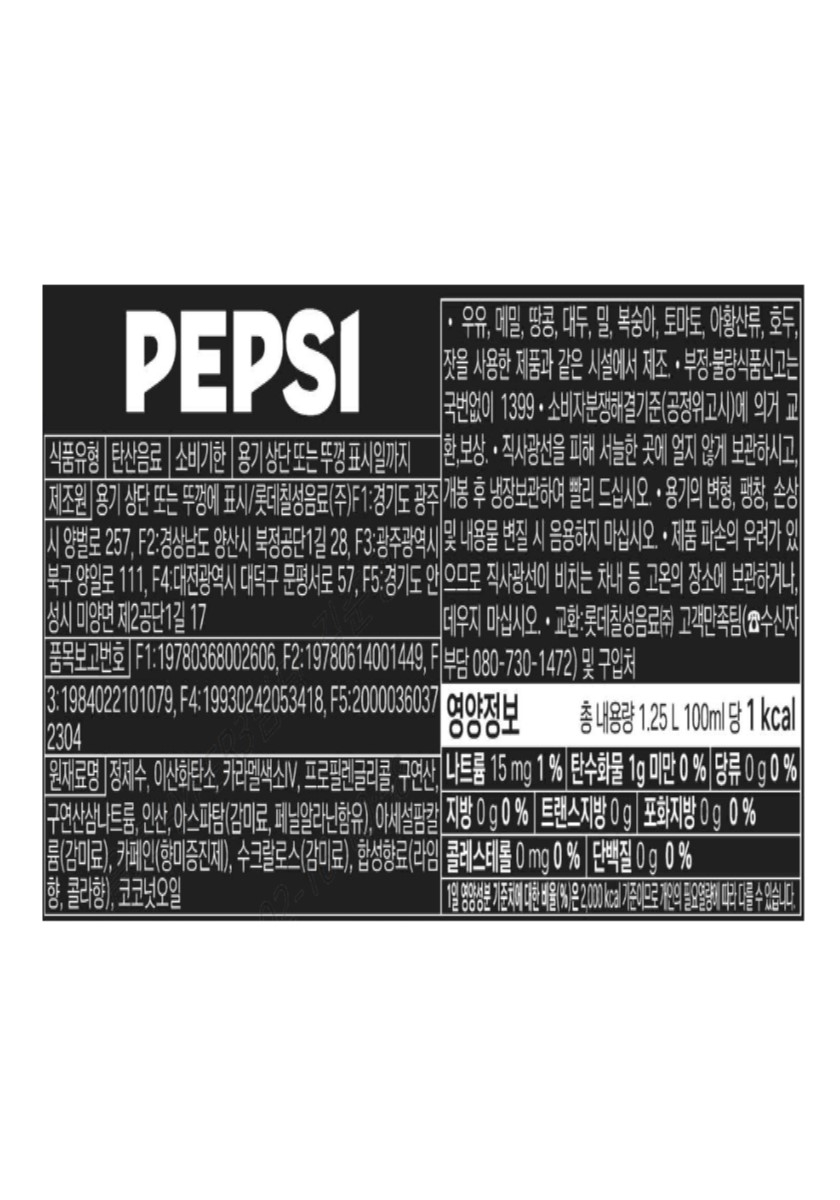 PEPSI
식품유형 탄산음료 소비기한 용기 상단 또는 뚜껑 표시일까지
제조원 용기 상단 또는 뚜껑에 표시/롯데칠성음료(주)F1:경기도 광주
시 양벌로 257, F2:경상남도 양산시 북정공단1길 28, F3:광주광역시
북구 양일로 111, F4:대전광역시 대덕구 문평서로 57, F5:경기도 안
성시 미양면 제2공단1길 17
품목보고번호 F1:19780368002606, F2:19780614001449, F
3:1984022101079, F4:19930242053418, F5:2000036037
2304
원재료명 정제수, 이산화탄소, 카라멜색소IV, 프로필렌글리콜, 구연산,
구연산삼나트륨, 인산, 아스파탐(감미료, 페닐알라닌함유), 아세설팜칼
륨(감미료), 카페인(향미증진제), 수크랄로스(감미료), 합성향료(라임
향, 콜라향), 코코넛오일
• 우유, 메밀, 땅콩, 대두, 밀, 복숭아, 토마토, 아황산류, 호두,
잣을 사용한 제품과 같은 시설에서 제조. • 부정·불량식품신고는
국번없이 1399 • 소비자분쟁해결기준(공정위고시)에 의거 교
환,보상. • 직사광선을 피해 서늘한 곳에 얼지 않게 보관하시고,
개봉 후 냉장보관하여 빨리 드십시오. • 용기의 변형, 팽창, 손상
및 내용물 변질 시 음용하지 마십시오. • 제품 파손의 우려가 있
으므로 직사광선이 비치는 차내 등 고온의 장소에 보관하거나,
데우지 마십시오. • 교환:롯데칠성음료㈜ 고객만족팀(☎수신자
부담 080-730-1472) 및 구입처
영양정보 총 내용량 1.25 L 100ml 당 1 kcal
나트륨 15 mg 1 % 탄수화물 1g 미만 0 % 당류 0 g 0 %
지방 0 g 0 % 트랜스지방 0 g 포화지방 0 g 0 %
콜레스테롤 0 mg 0 % 단백질 0 g 0 %
1일 영양성분 기준치에 대한 비율(%)은 2,000 kcal 기준이므로 개인의 필요열량에 따라 다를 수 있습니다.